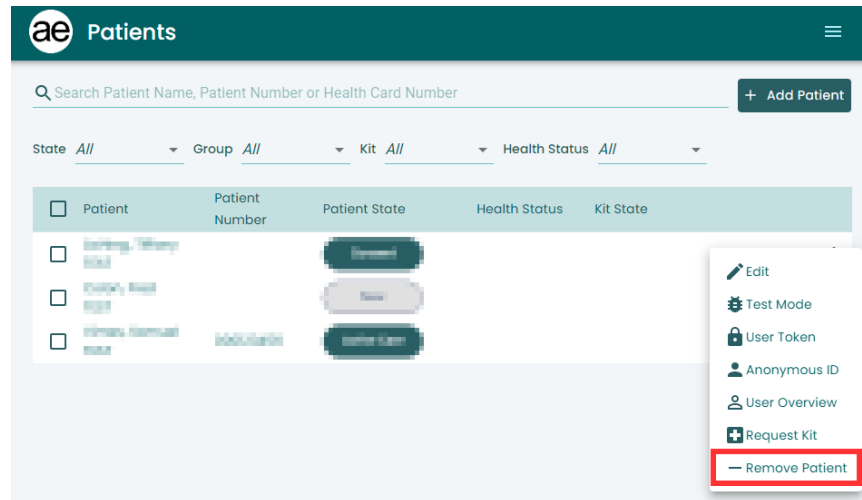 ae Patients
Search Patient Name, Patient Number or Health Card Number
+ Add Patient
State All Group All Kit All Health Status All
Patient Patient Number Patient State Health Status Kit State
Edit
Test Mode
User Token
Anonymous ID
User Overview
Request Kit
Remove Patient